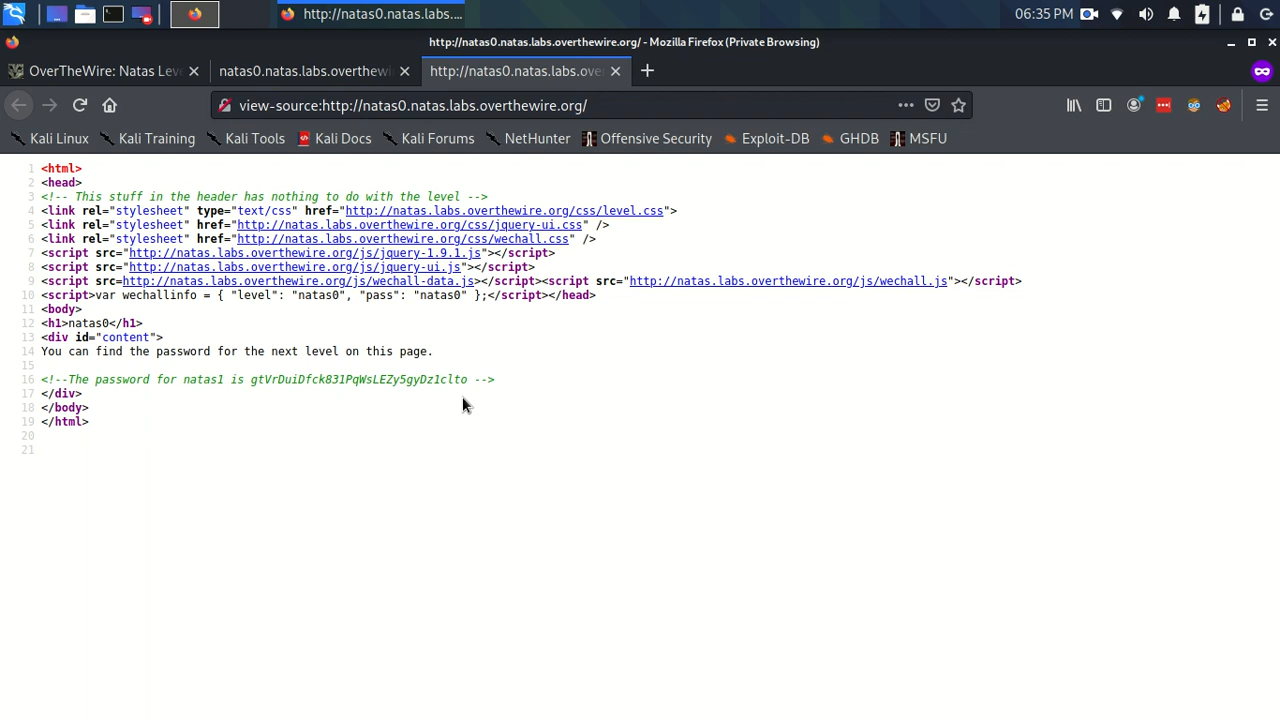 http://natas0.natas.labs....
06:35 PM
http://natas0.natas.labs.overthewire.org/ - Mozilla Firefox (Private Browsing)
OverTheWire: Natas Lev
natas0.natas.labs.overthewi
http://natas0.natas.labs.over
view-source:http://natas0.natas.labs.overthewire.org/
Kali Linux Kali Training Kali Tools Kali Docs Kali Forums NetHunter Offensive Security Exploit-DB GHDB MSFU
1 <html>
2 <head>
3 <!-- This stuff in the header has nothing to do with the level -->
4 <link rel="stylesheet" type="text/css" href="http://natas.labs.overthewire.org/css/level.css">
5 <link rel="stylesheet" href="http://natas.labs.overthewire.org/css/jquery-ui.css" />
6 <link rel="stylesheet" href="http://natas.labs.overthewire.org/css/wechall.css" />
7 <script src="http://natas.labs.overthewire.org/js/jquery-1.9.1.js"></script>
8 <script src="http://natas.labs.overthewire.org/js/jquery-ui.js"></script>
9 <script src=http://natas.labs.overthewire.org/js/wechall-data.js></script><script src="http://natas.labs.overthewire.org/js/wechall.js"></script>
10 <script>var wechallinfo = { "level": "natas0", "pass": "natas0" };</script></head>
11 <body>
12 <h1>natas0</h1>
13 <div id="content">
14 You can find the password for the next level on this page.
15
16 <!--The password for natas1 is gtVrDuiDfck831PqWsLEZy5gyDz1clto -->
17 </div>
18 </body>
19 </html>
20
21